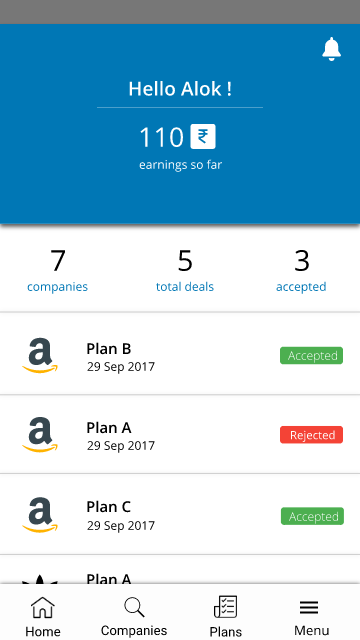 Hello Alok !
110 ₹
earnings so far
7 5 3
companies total deals accepted
Plan B
Accepted
29 Sep 2017
Plan A
Rejected
29 Sep 2017
Plan C
Accepted
29 Sep 2017
Plan A
Home Companies Plans Menu